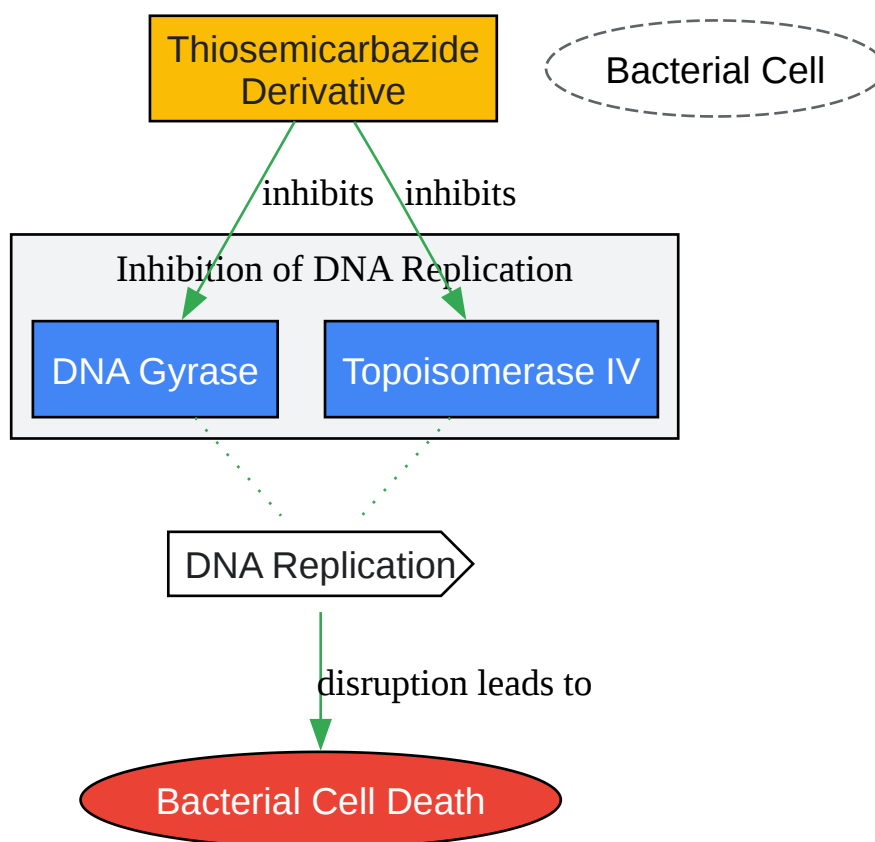 Thiosemicarbazide
Derivative
Bacterial Cell
inhibits
inhibits
Inhibition of DNA Replication
DNA Gyrase
Topoisomerase IV
DNA Replication
disruption leads to
Bacterial Cell Death